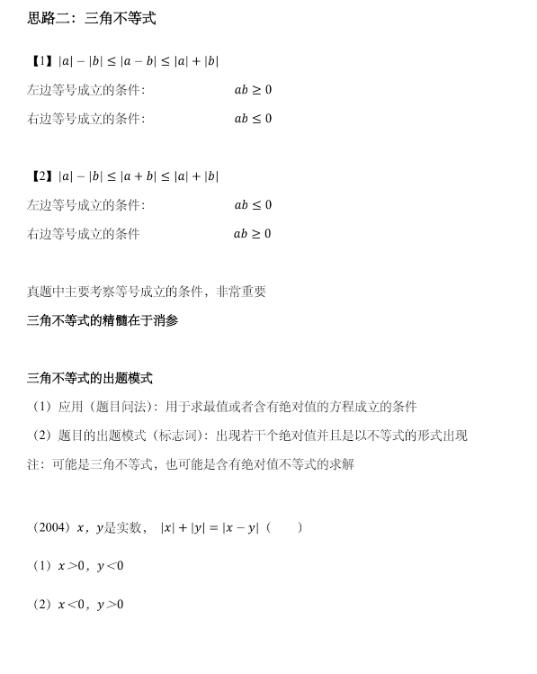 思路二：三角不等式
【1】|a| − |b| ≤ |a − b| ≤ |a| + |b|
左边等号成立的条件： ab ≥ 0
右边等号成立的条件： ab ≤ 0
【2】|a| − |b| ≤ |a + b| ≤ |a| + |b|
左边等号成立的条件： ab ≤ 0
右边等号成立的条件 ab ≥ 0
真题中主要考察等号成立的条件，非常重要
三角不等式的精髓在于消参
三角不等式的出题模式
（1）应用（题目问法）：用于求最值或者含有绝对值的方程成立的条件
（2）题目的出题模式（标志词）：出现若干个绝对值并且是以不等式的形式出现
注：可能是三角不等式，也可能是含有绝对值不等式的求解
（2004）x，y是实数， |x| + |y| = |x − y|（ ）
（1）x＞0，y＜0
（2）x＜0，y＞0